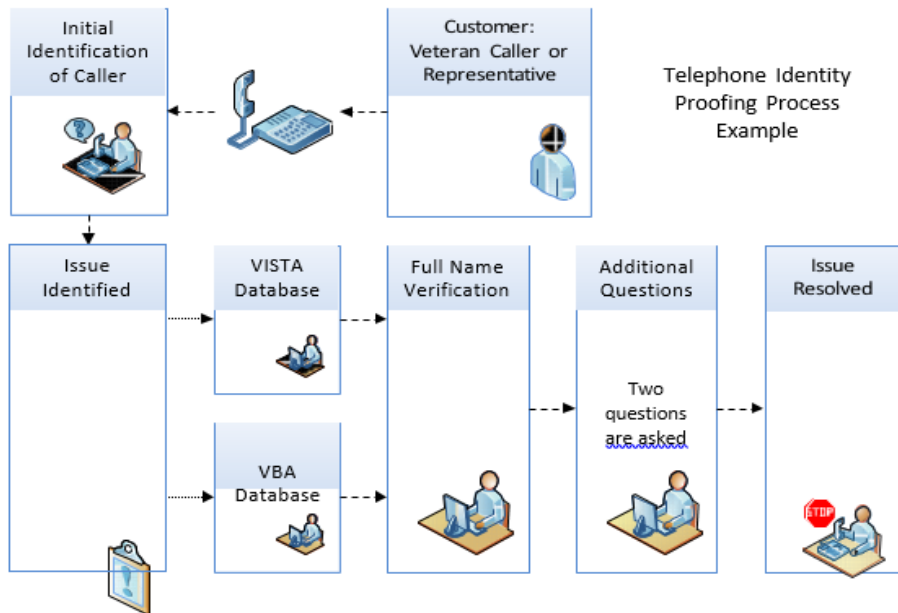 Initial
Identification
of Caller
Customer:
Veteran Caller or
Representative
Telephone Identity
Proofing Process
Example
?
Issue
Identified
VISTA
Database
VBA
Database
Full Name
Verification
Additional
Questions
Two
questions
are asked
Issue
Resolved
STOP
!